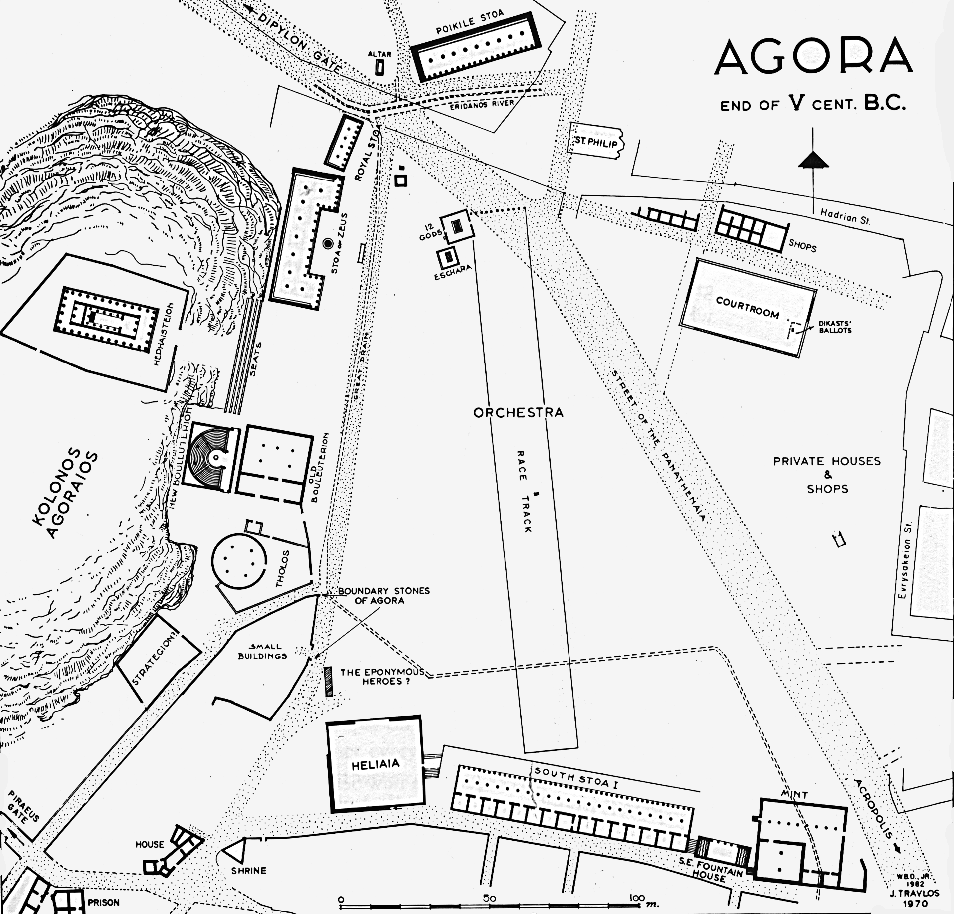 AGORA
END OF V CENT. B.C.
DIPYLON GATE
ALTAR
POIKILE STOA
ERIDANOS RIVER
ROYAL STOA
ST. PHILIP
Hadrian St.
SHOPS
12
GODS
ESCHARA
STOA OF ZEUS
COURTROOM
DIKASTS'
BALLOTS
HEPHAISTEION
SEATS
GREAT DRAIN
STREET OF THE PANATHENAIA
ORCHESTRA
RACE TRACK
PRIVATE HOUSES
&
SHOPS
KOLONOS
AGORAIOS
NEW BOULEUTERION
OLD
BOULEUTERION
Evrysakeion St.
THOLOS
BOUNDARY STONES
OF AGORA
STRATEGION
SMALL
BUILDINGS
THE EPONYMOUS
HEROES ?
HELIAIA
SOUTH STOA I
MINT
ACROPOLIS
PIRAEUS
GATE
HOUSE
SHRINE
S.E. FOUNTAIN
HOUSE
PRISON
0 50 100 m.
W.B.D., JR.
1982
J. TRAVLOS
1970